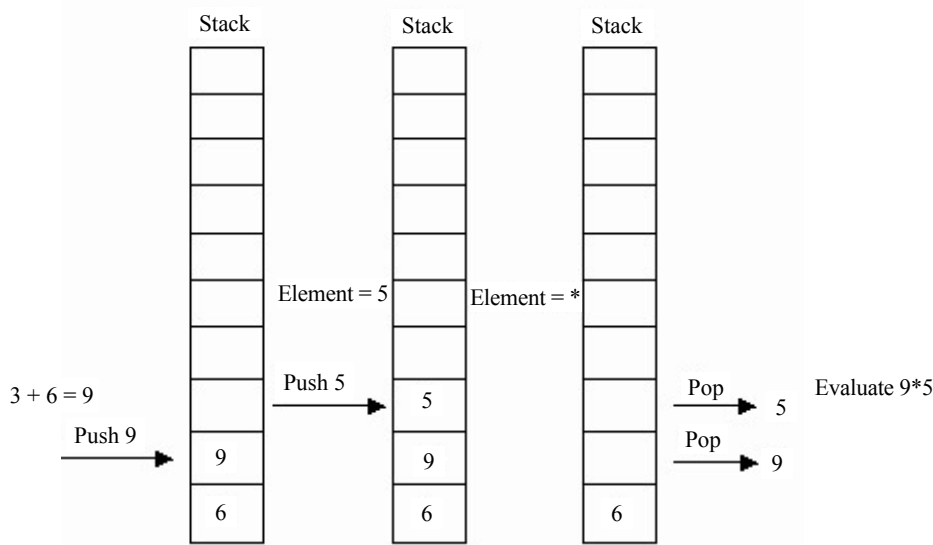 Stack
Stack
Stack
Element = 5
Element = *
3 + 6 = 9
Push 5
5
Pop
5
Evaluate 9*5
Push 9
9
9
Pop
9
6
6
6